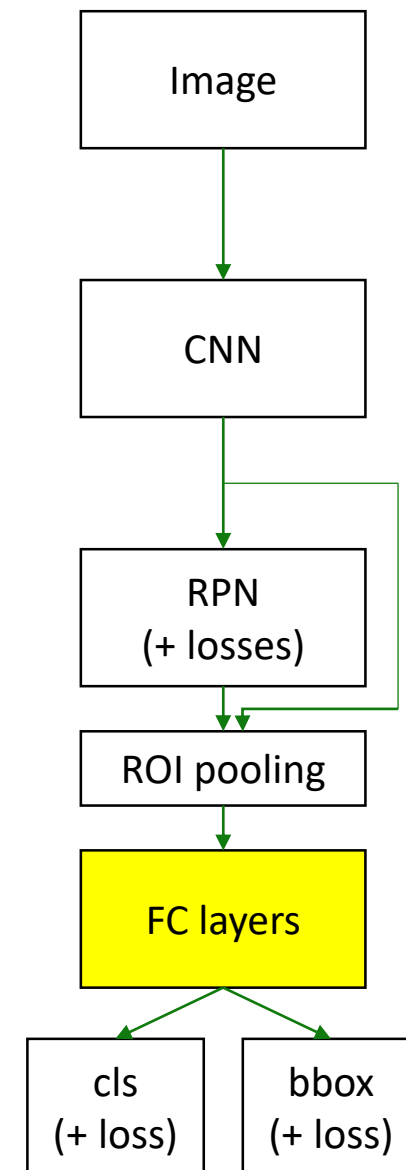 Image
CNN
RPN
(+ losses)
ROI pooling
FC layers
cls
(+ loss)
bbox
(+ loss)